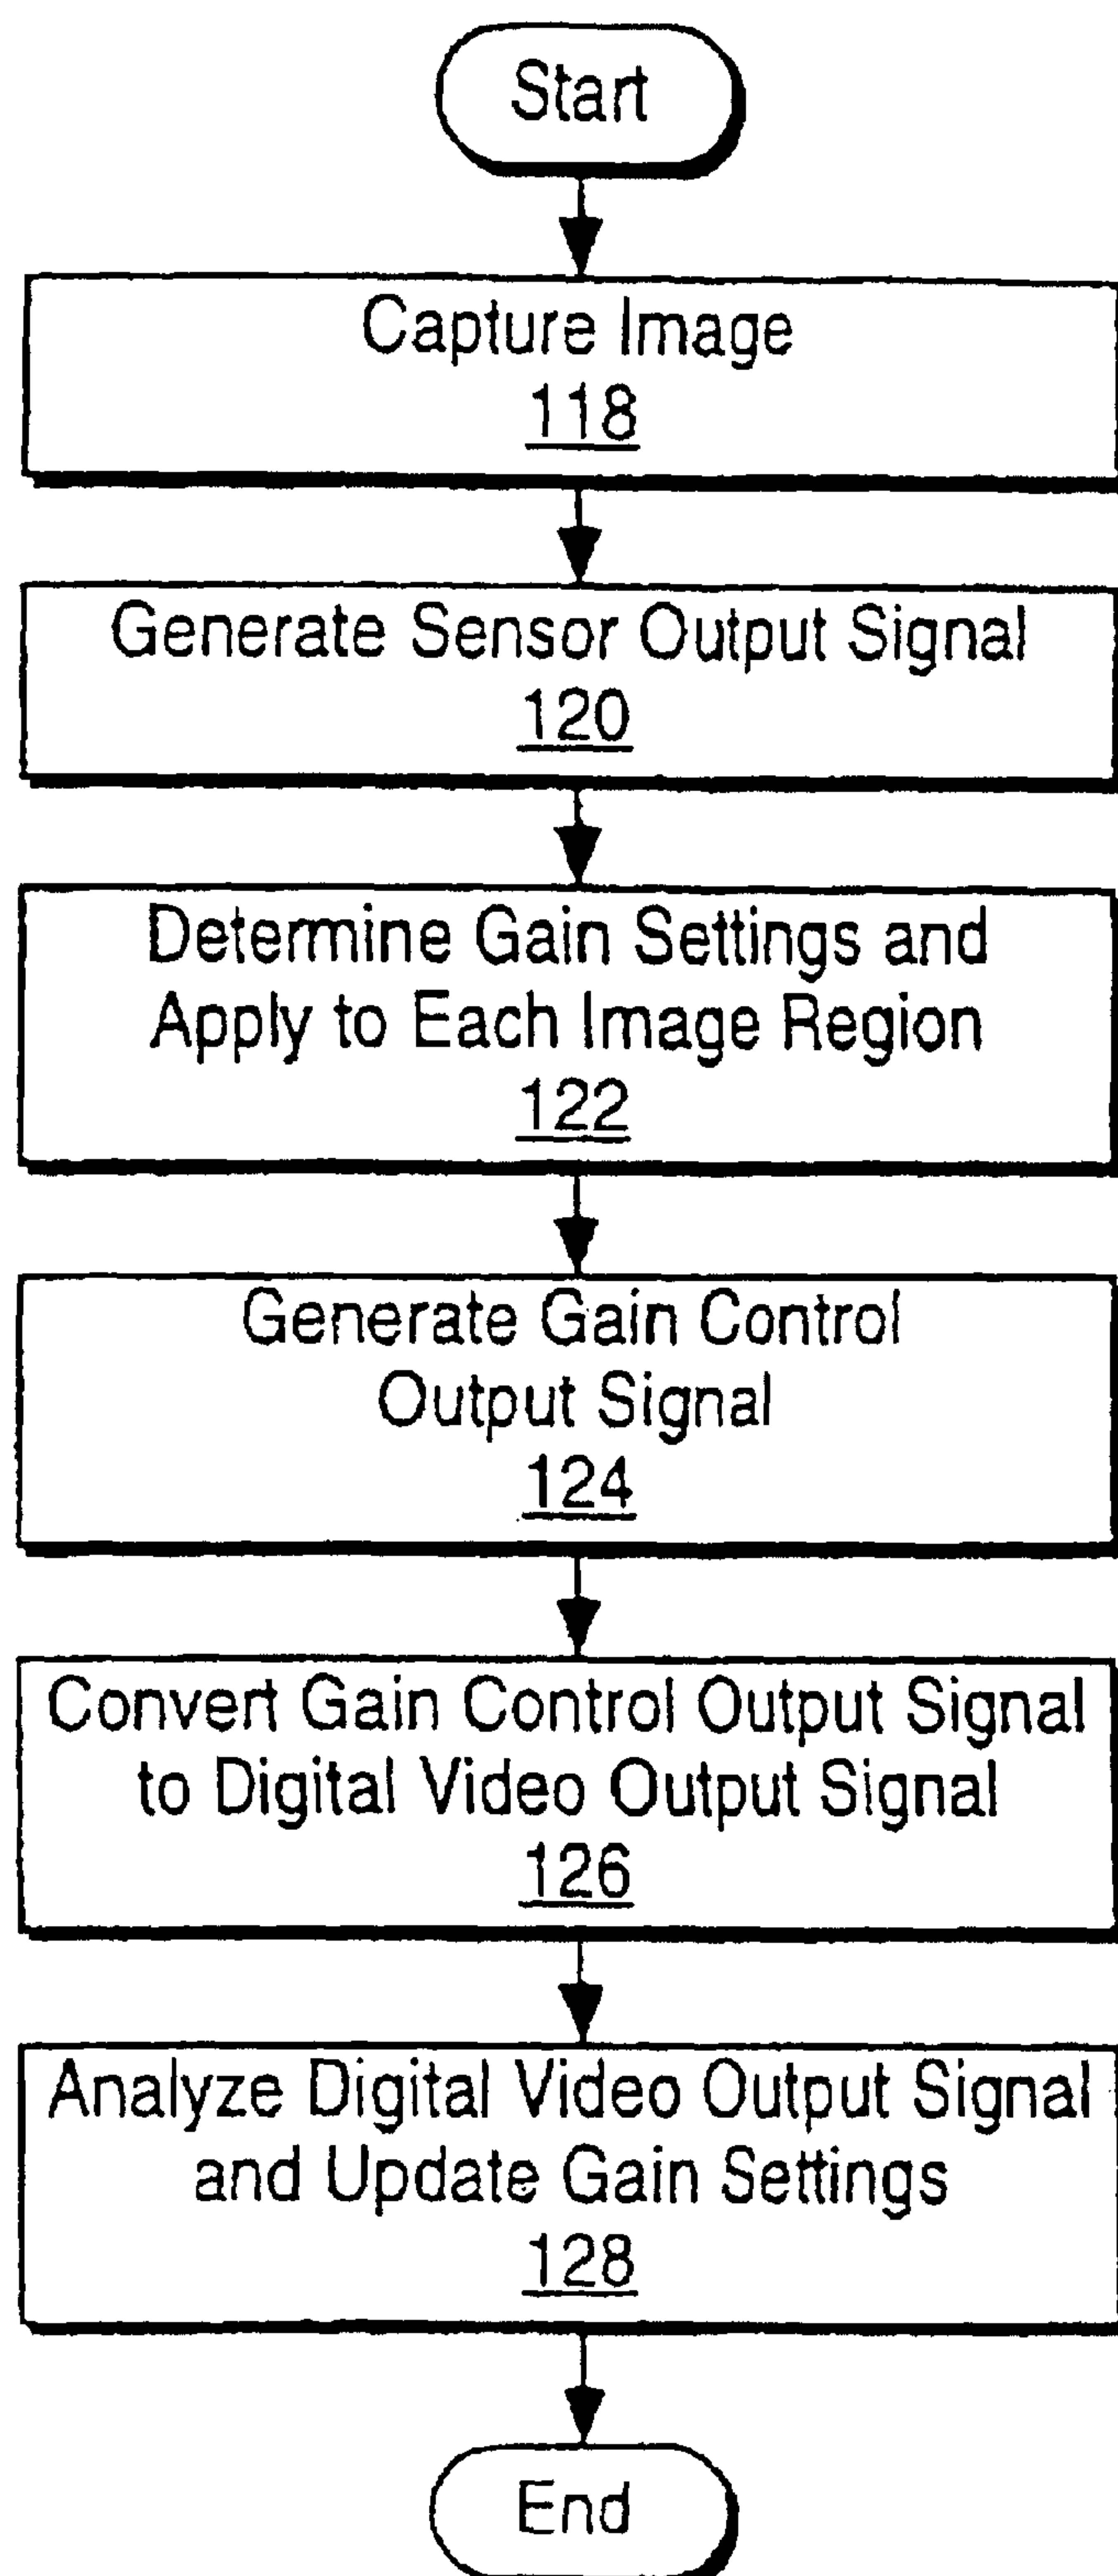 Start
Capture Image
118
Generate Sensor Output Signal
120
Determine Gain Settings and
Apply to Each Image Region
122
Generate Gain Control
Output Signal
124
Convert Gain Control Output Signal
to Digital Video Output Signal
126
Analyze Digital Video Output Signal
and Update Gain Settings
128
End